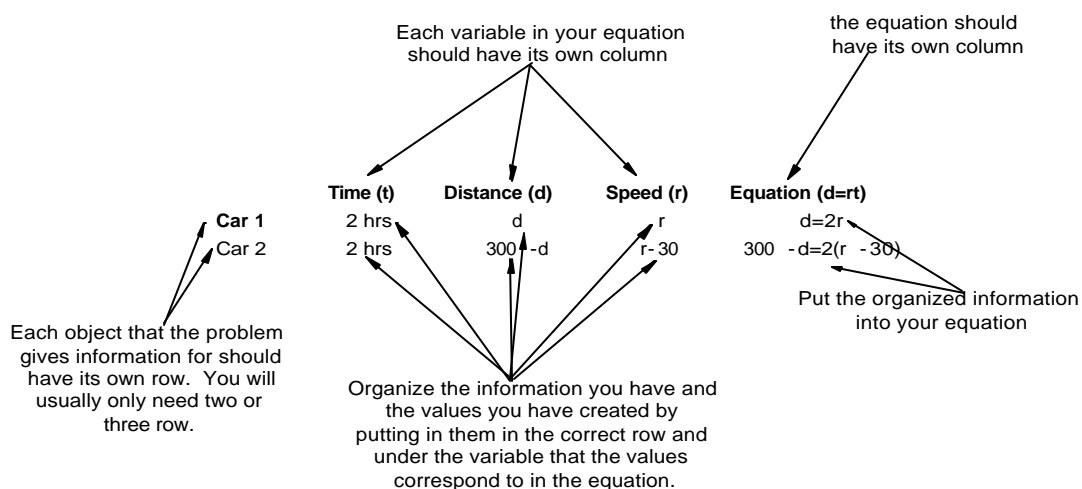 Each variable in your equation
should have its own column
the equation should
have its own column
Time (t) Distance (d) Speed (r) Equation (d=rt)
Car 1 2 hrs d r d=2r
Car 2 2 hrs 300 -d r-30 300 -d=2(r -30)
Put the organized information
into your equation
Each object that the problem
gives information for should
have its own row. You will
usually only need two or
three row.
Organize the information you have and
the values you have created by
putting in them in the correct row and
under the variable that the values
correspond to in the equation.